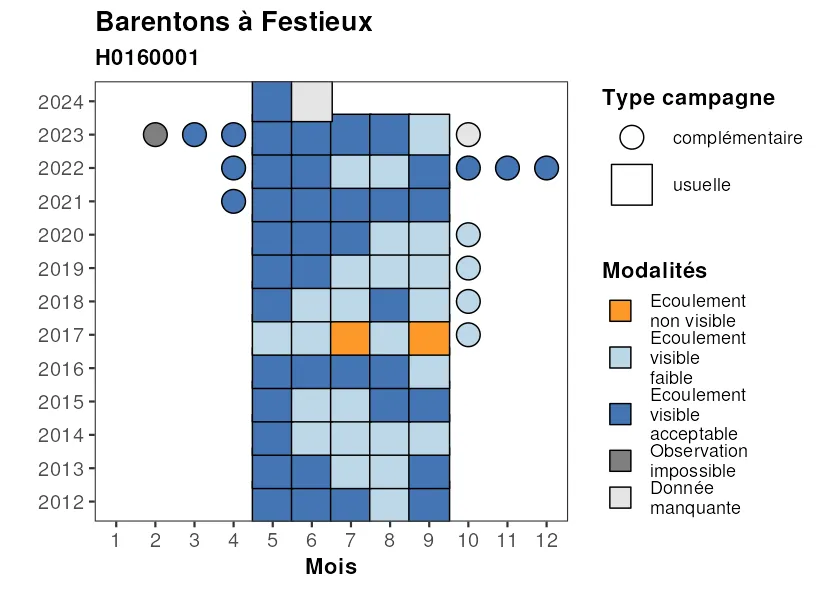 Barentons à Festieux
H0160001
2024
2023
2022
2021
2020
2019
2018
2017
2016
2015
2014
2013
2012
1 2 3 4 5 6 7 8 9 10 11 12
Mois
Type campagne
complémentaire
usuelle
Modalités
Ecoulement
non visible
Ecoulement
visible
faible
Ecoulement
visible
acceptable
Observation
impossible
Donnée
manquante